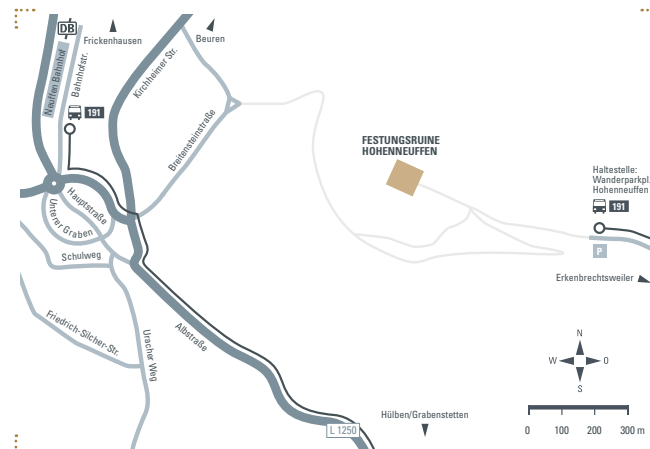 DB
Frickenhausen
Beuren
Neuffen Bahnhof
Bahnhofstr.
Kirchheimer Str.
191
Breitensteinstraße
FESTUNGSRUINE
HOHENNEUFFEN
Haltestelle:
Wanderparkpl.
Hohenneuffen
191
P
Erkenbrechtsweiler
Hauptstraße
Unterer Graben
Schulweg
Friedrich-Silcher-Str.
Uracher Weg
Albstraße
N
W
O
S
Hülben/Grabenstetten
L 1250
0 100 200 300 m